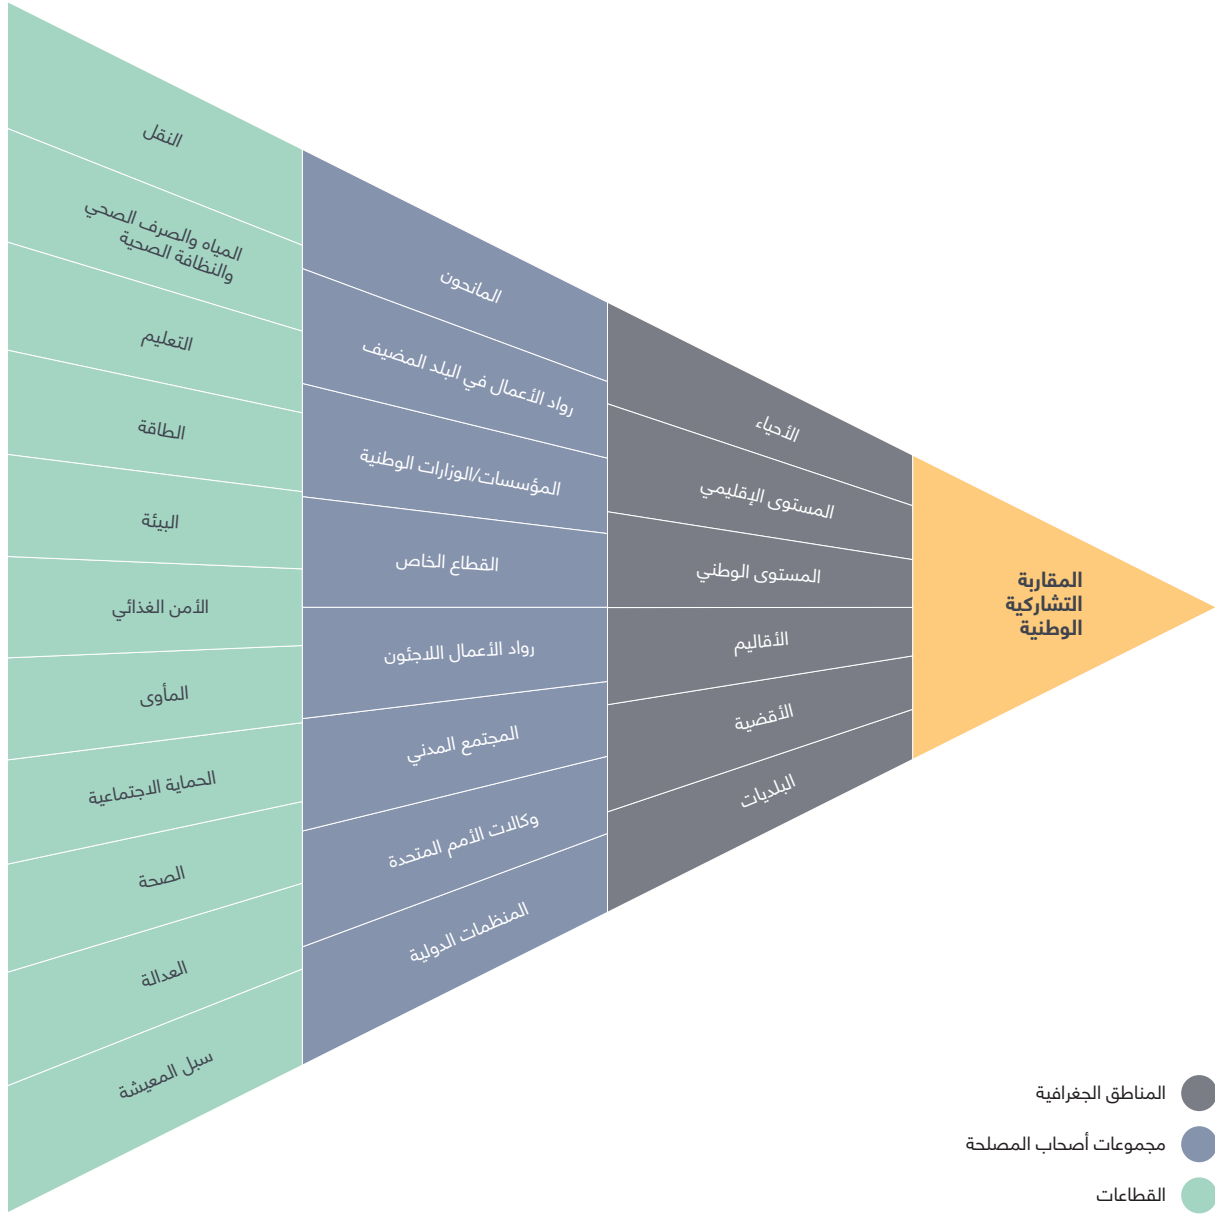 المقاربة
التشاركية
الوطنية
الأحياء
المستوى الإقليمي
المستوى الوطني
الأقاليم
الأقضية
البلديات
المانحون
رواد الأعمال في البلد المضيف
المؤسسات/الوزارات الوطنية
القطاع الخاص
رواد الأعمال اللاجئون
المجتمع المدني
وكالات الأمم المتحدة
المنظمات الدولية
النقل
المياه والصرف الصحي
والنظافة الصحية
التعليم
الطاقة
البيئة
الأمن الغذائي
المأوى
الحماية الاجتماعية
الصحة
العدالة
سبل المعيشة
المناطق الجغرافية
مجموعات أصحاب المصلحة
القطاعات